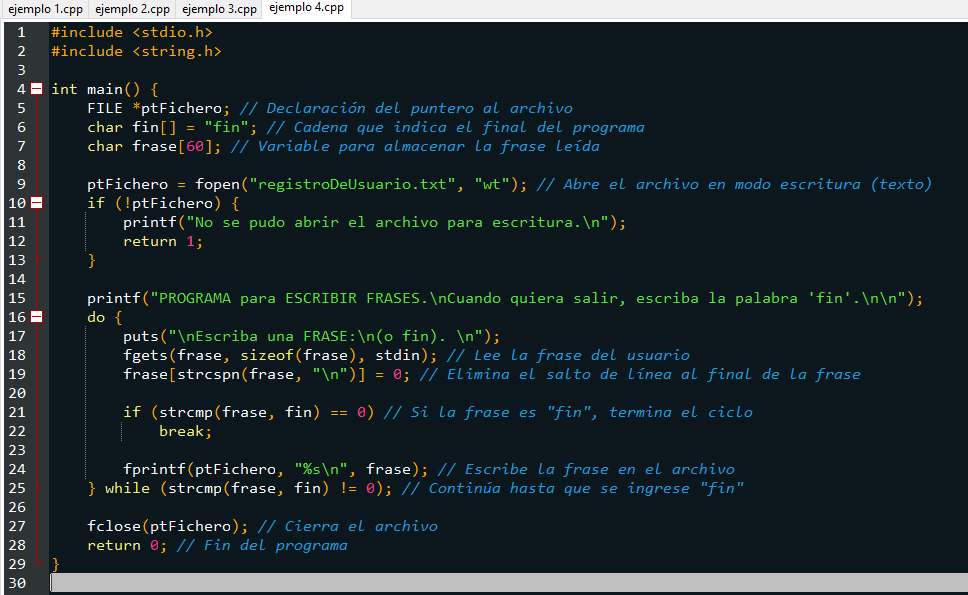 ejemplo 1.cpp ejemplo 2.cpp ejemplo 3.cpp ejemplo 4.cpp
1 #include <stdio.h>
2 #include <string.h>
3
4 int main() {
5 FILE *ptFichero; // Declaración del puntero al archivo
6 char fin[] = "fin"; // Cadena que indica el final del programa
7 char frase[60]; // Variable para almacenar la frase leída
8
9 ptFichero = fopen("registroDeUsuario.txt", "wt"); // Abre el archivo en modo escritura (texto)
10 if (!ptFichero) {
11 printf("No se pudo abrir el archivo para escritura.\n");
12 return 1;
13 }
14
15 printf("PROGRAMA para ESCRIBIR FRASES.\nCuando quiera salir, escriba la palabra 'fin'.\n\n");
16 do {
17 puts("\nEscriba una FRASE:\n(o fin). \n");
18 fgets(frase, sizeof(frase), stdin); // Lee la frase del usuario
19 frase[strcspn(frase, "\n")] = 0; // Elimina el salto de línea al final de la frase
20
21 if (strcmp(frase, fin) == 0) // Si la frase es "fin", termina el ciclo
22 break;
23
24 fprintf(ptFichero, "%s\n", frase); // Escribe la frase en el archivo
25 } while (strcmp(frase, fin) != 0); // Continúa hasta que se ingrese "fin"
26
27 fclose(ptFichero); // Cierra el archivo
28 return 0; // Fin del programa
29 }
30